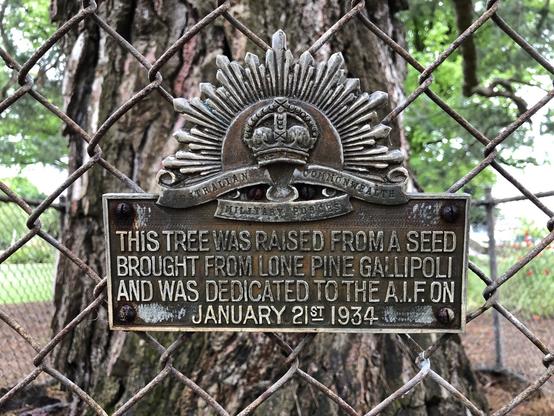 AUSTRALIAN COMMONWEALTH
MILITARY FORCES
THIS TREE WAS RAISED FROM A SEED
BROUGHT FROM LONE PINE GALLIPOLI
AND WAS DEDICATED TO THE A.I.F. ON
JANUARY 21ST 1934